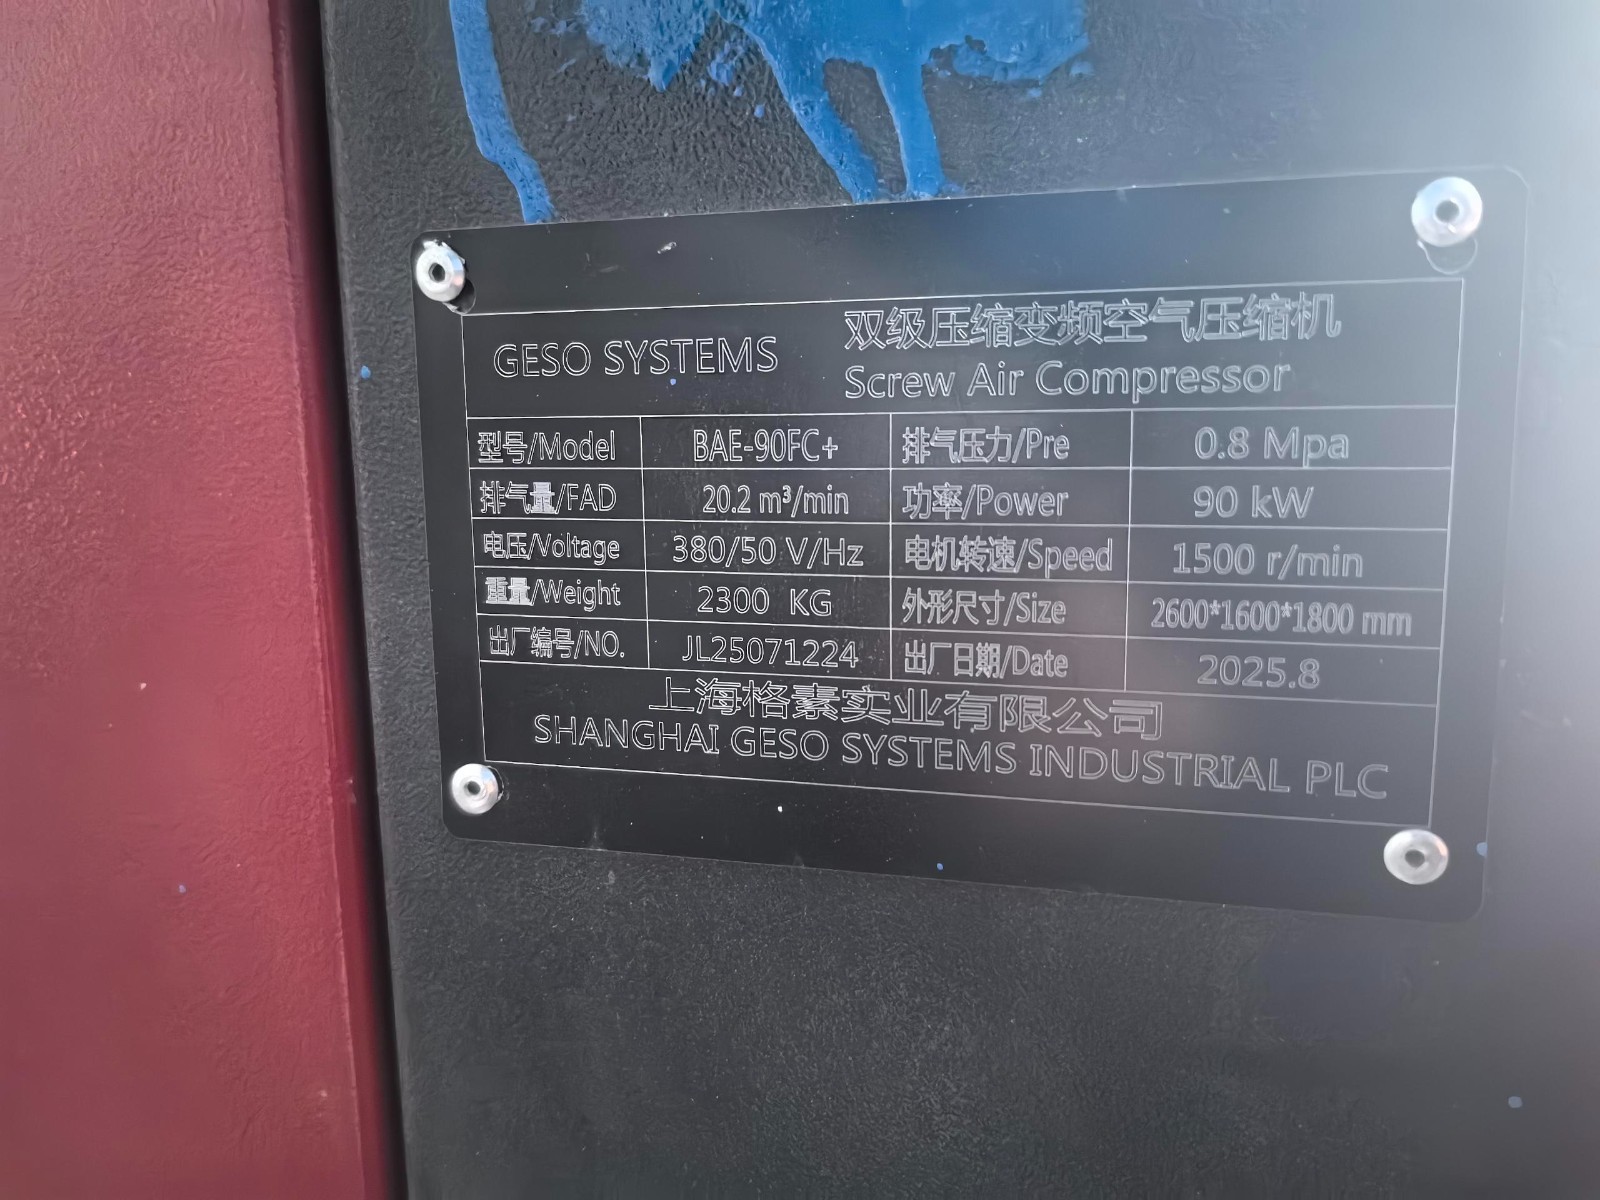 GESO SYSTEMS
双级压缩变频空气压缩机
Screw Air Compressor
型号/Model BAE-90FC+ 排气压力/Pre 0.8 Mpa
排气量/FAD 20.2 m³/min 功率/Power 90 kW
电压/Voltage 380/50 V/Hz 电机转速/Speed 1500 r/min
重量/Weight 2300 KG 外形尺寸/Size 2600*1600*1800 mm
出厂编号/NO. JL25071224 出厂日期/Date 2025.8
上海格素实业有限公司
SHANGHAI GESO SYSTEMS INDUSTRIAL PLC